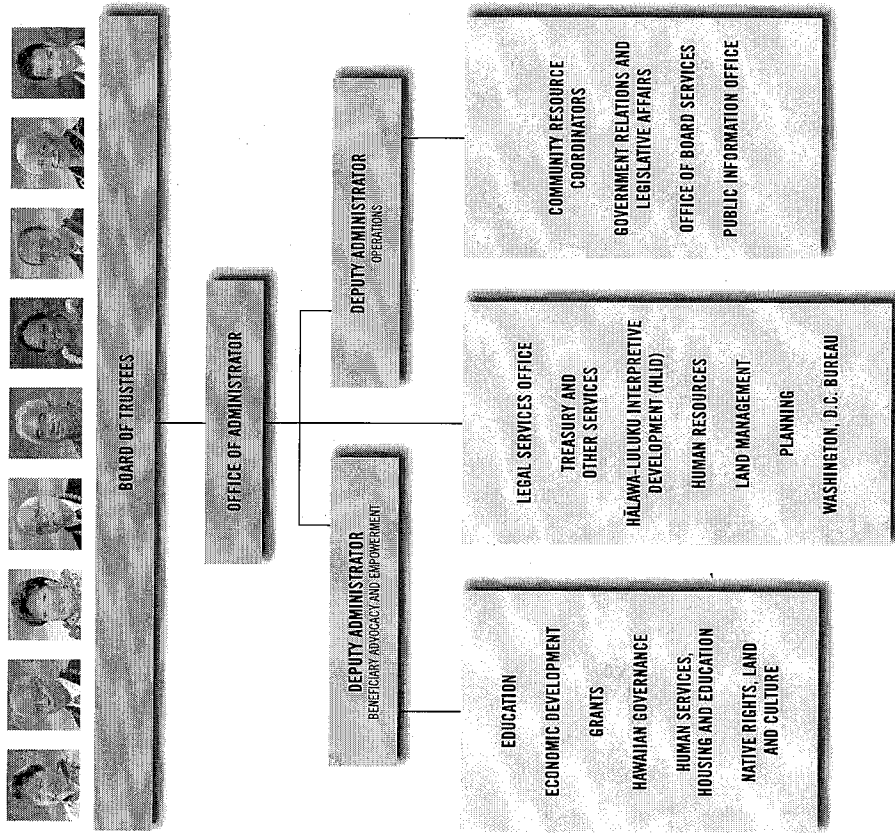 BOARD OF TRUSTEES
OFFICE OF ADMINISTRATOR
DEPUTY ADMINISTRATOR
BENEFICIARY ADVOCACY AND EMPOWERMENT
DEPUTY ADMINISTRATOR
OPERATIONS
EDUCATION
ECONOMIC DEVELOPMENT
GRANTS
HAWAIIAN GOVERNANCE
HUMAN SERVICES,
HOUSING AND EDUCATION
NATIVE RIGHTS, LAND
AND CULTURE
LEGAL SERVICES OFFICE
TREASURY AND
OTHER SERVICES
HĀLAWA-LULUKU INTERPRETIVE
DEVELOPMENT (HLID)
HUMAN RESOURCES
LAND MANAGEMENT
PLANNING
WASHINGTON, D.C. BUREAU
COMMUNITY RESOURCE
COORDINATORS
GOVERNMENT RELATIONS AND
LEGISLATIVE AFFAIRS
OFFICE OF BOARD SERVICES
PUBLIC INFORMATION OFFICE